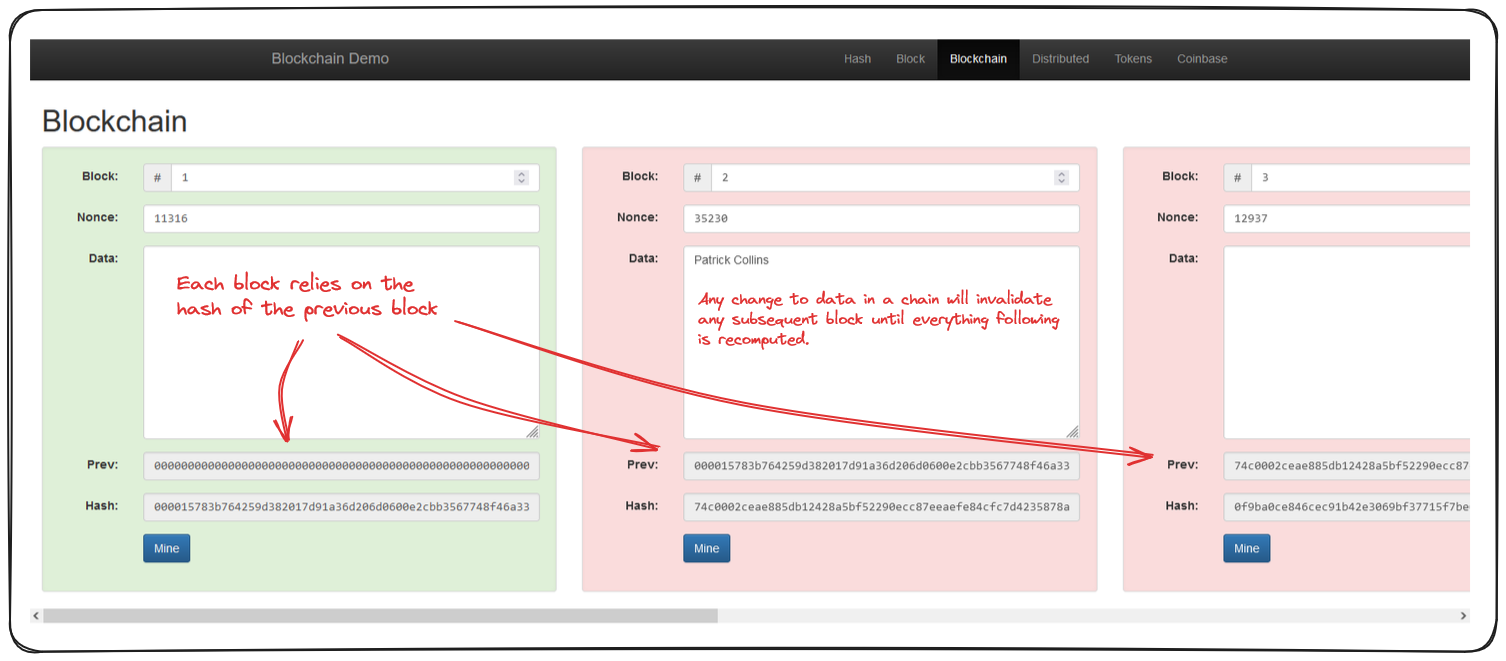 Blockchain Demo
Hash Block Blockchain Distributed Tokens Coinbase
Blockchain
Block: # 1
Nonce: 11316
Data:
Each block relies on the
hash of the previous block
Prev: 00000000000000000000000000000000000000000000000000000000
Hash: 000015783b764259d382017d91a36d206d0600e2cbb3567748f46a33
Mine
Block: # 2
Nonce: 35230
Data: Patrick Collins
Any change to data in a chain will invalidate
any subsequent block until everything following
is recomputed.
Prev: 000015783b764259d382017d91a36d206d0600e2cbb3567748f46a33
Hash: 74c0002ceae885db12428a5bf52290ecc87eeaefe84cfc7d4235878a
Mine
Block: # 3
Nonce: 12937
Data:
Prev: 74c0002ceae885db12428a5bf52290ecc87
Hash: 0f9ba0ce846cec91b42e3069bf37715f7be
Mine